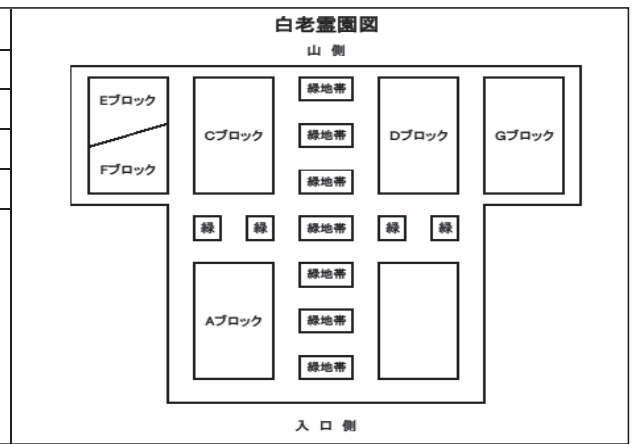 白老霊園図
山 側
Eブロック
Fブロック
Cブロック
緑地帯
緑地帯
緑地帯
Dブロック
Gブロック
緑
緑
緑地帯
緑
緑
Aブロック
緑地帯
緑地帯
緑地帯
入 口 側